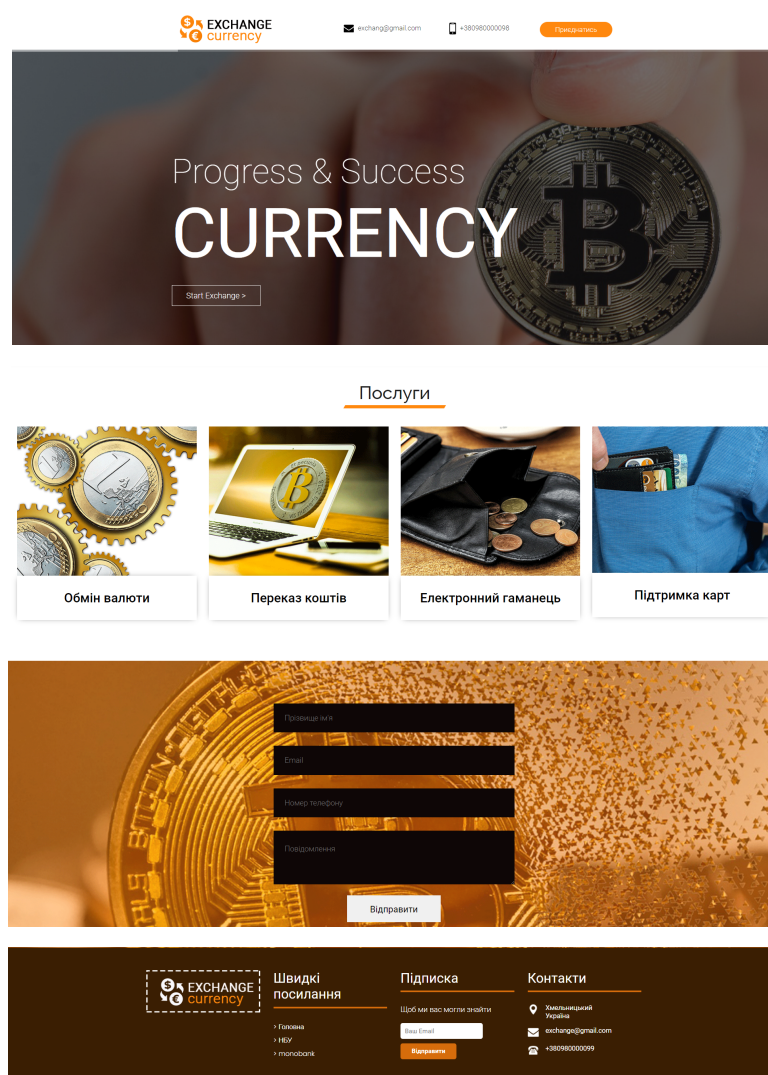 EXCHANGE
currency
exchang@gmail.com
+380980000098
Приєднатись
Progress & Success
CURRENCY
Start Exchange >
Послуги
Обмін валюти
Переказ коштів
Електронний гаманець
Підтримка карт
Прізвище ім'я
Email
Номер телефону
Повідомлення
Відправити
EXCHANGE
currency
Швидкі
посилання
> Головна
> НБУ
> monobank
Підписка
Щоб ми вас могли знайти
Ваш Email
Відправити
Контакти
Хмельницький
Україна
exchange@gmail.com
+380980000099